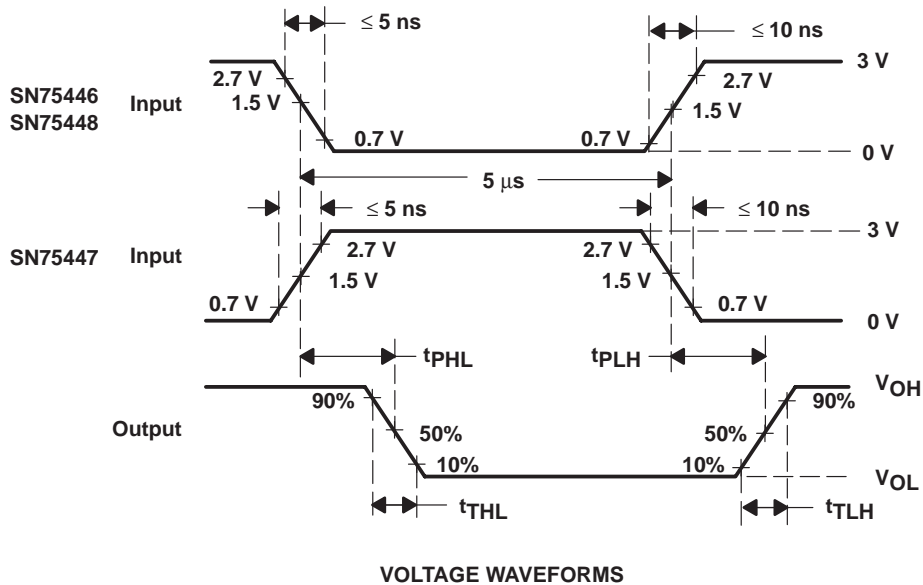 ≤ 5 ns
≤ 10 ns
3 V
2.7 V
2.7 V
SN75446
SN75448
Input
1.5 V
1.5 V
0.7 V
0.7 V
0 V
5 μs
≤ 5 ns
≤ 10 ns
3 V
SN75447
Input
2.7 V
2.7 V
1.5 V
1.5 V
0.7 V
0.7 V
0 V
tPHL
tPLH
VOH
90%
90%
Output
50%
50%
10%
10%
VOL
tTHL
tTLH
VOLTAGE WAVEFORMS